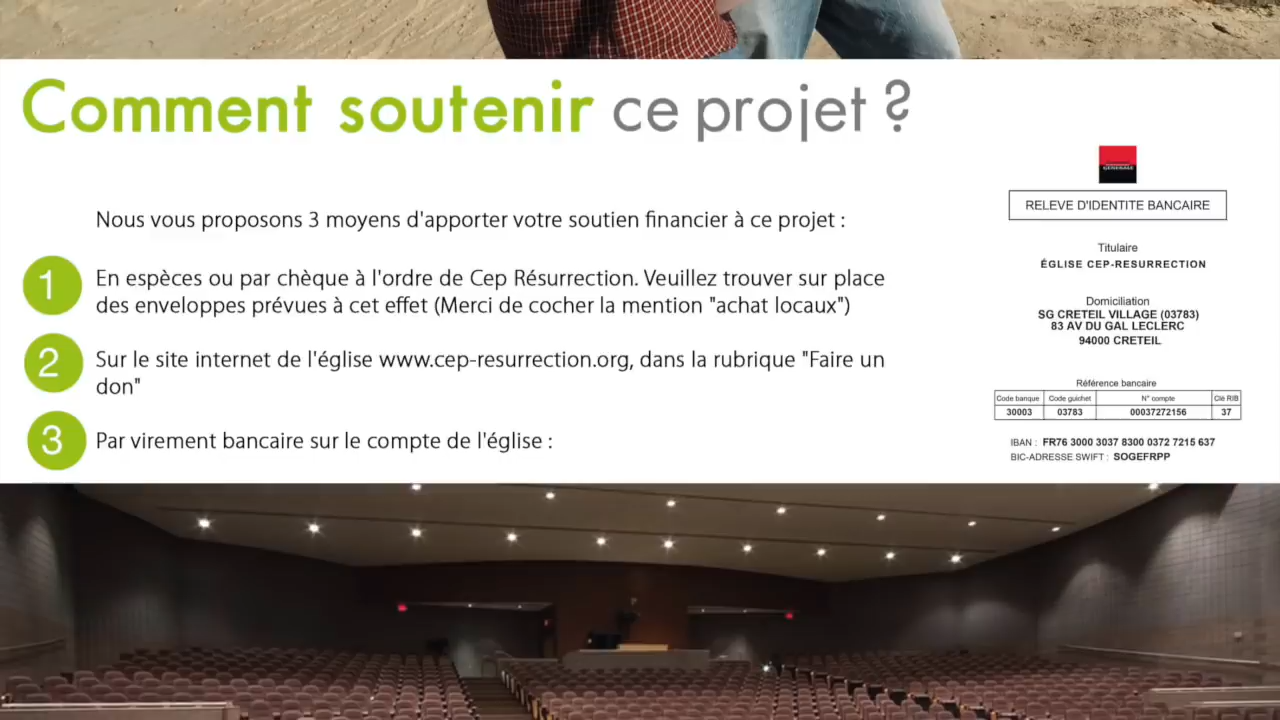 Comment soutenir ce projet ?
Nous vous proposons 3 moyens d'apporter votre soutien financier à ce projet :
1 En espèces ou par chèque à l'ordre de Cep Résurrection. Veuillez trouver sur place
des enveloppes prévues à cet effet (Merci de cocher la mention "achat locaux")
2 Sur le site internet de l'église www.cep-resurrection.org, dans la rubrique "Faire un
don"
3 Par virement bancaire sur le compte de l'église :
GENERALE
RELEVE D'IDENTITE BANCAIRE
Titulaire
ÉGLISE CEP-RESURRECTION
Domiciliation
SG CRETEIL VILLAGE (03783)
83 AV DU GAL LECLERC
94000 CRETEIL
Référence bancaire
Code banque Code guichet N° compte Clé RIB
30003 03783 00037272156 37
IBAN : FR76 3000 3037 8300 0372 7215 637
BIC-ADRESSE SWIFT : SOGEFRPP